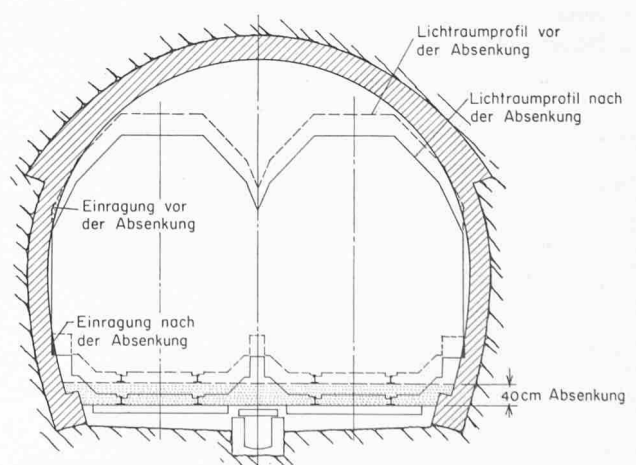 Lichtraumprofil vor
der Absenkung
Lichtraumprofil nach
der Absenkung
Einragung vor
der Absenkung
Einragung nach
der Absenkung
40cm Absenkung